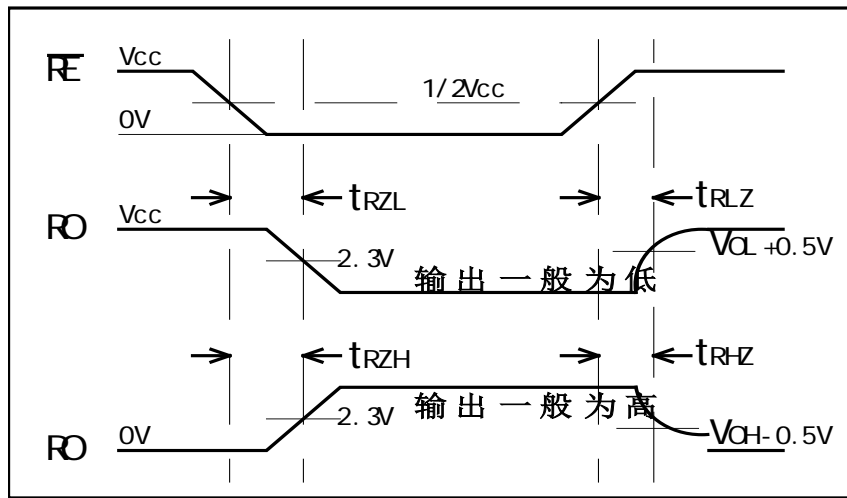 RE Vcc
1/2Vcc
0V
tRZL tRLZ
RO Vcc
2.3V VOL+0.5V
输出一般为低
tRZH tRHZ
输出一般为高
2.3V
RO 0V VOH-0.5V